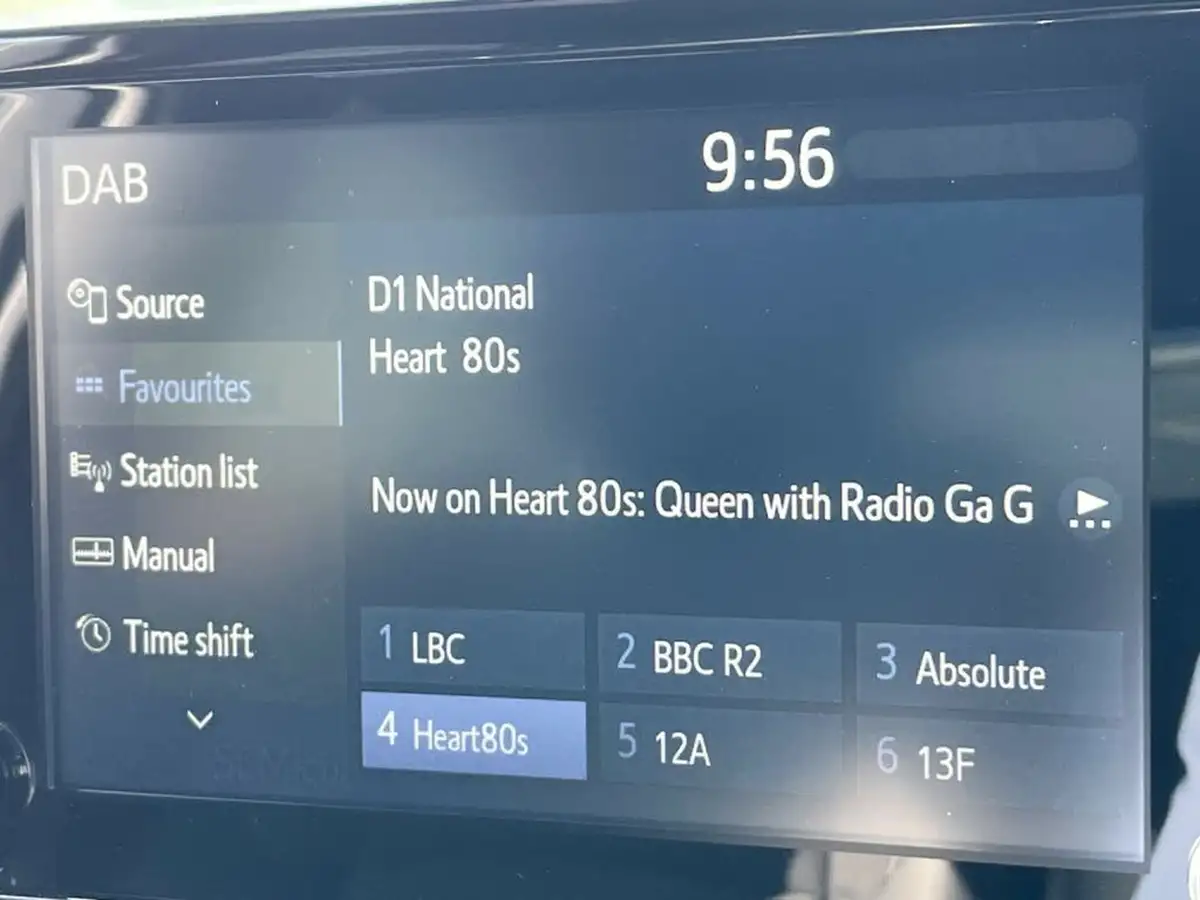 DAB
9:56
Source
Favourites
Station list
Manual
Time shift
D1 National
Heart 80s
Now on Heart 80s: Queen with Radio Ga G
1 LBC
2 BBC R2
3 Absolute
4 Heart80s
5 12A
6 13F